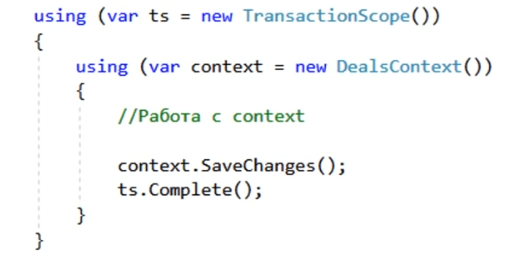 using (var ts = new TransactionScope())
{
using (var context = new DealsContext())
{
//Работа с context
context.SaveChanges();
ts.Complete();
}
}